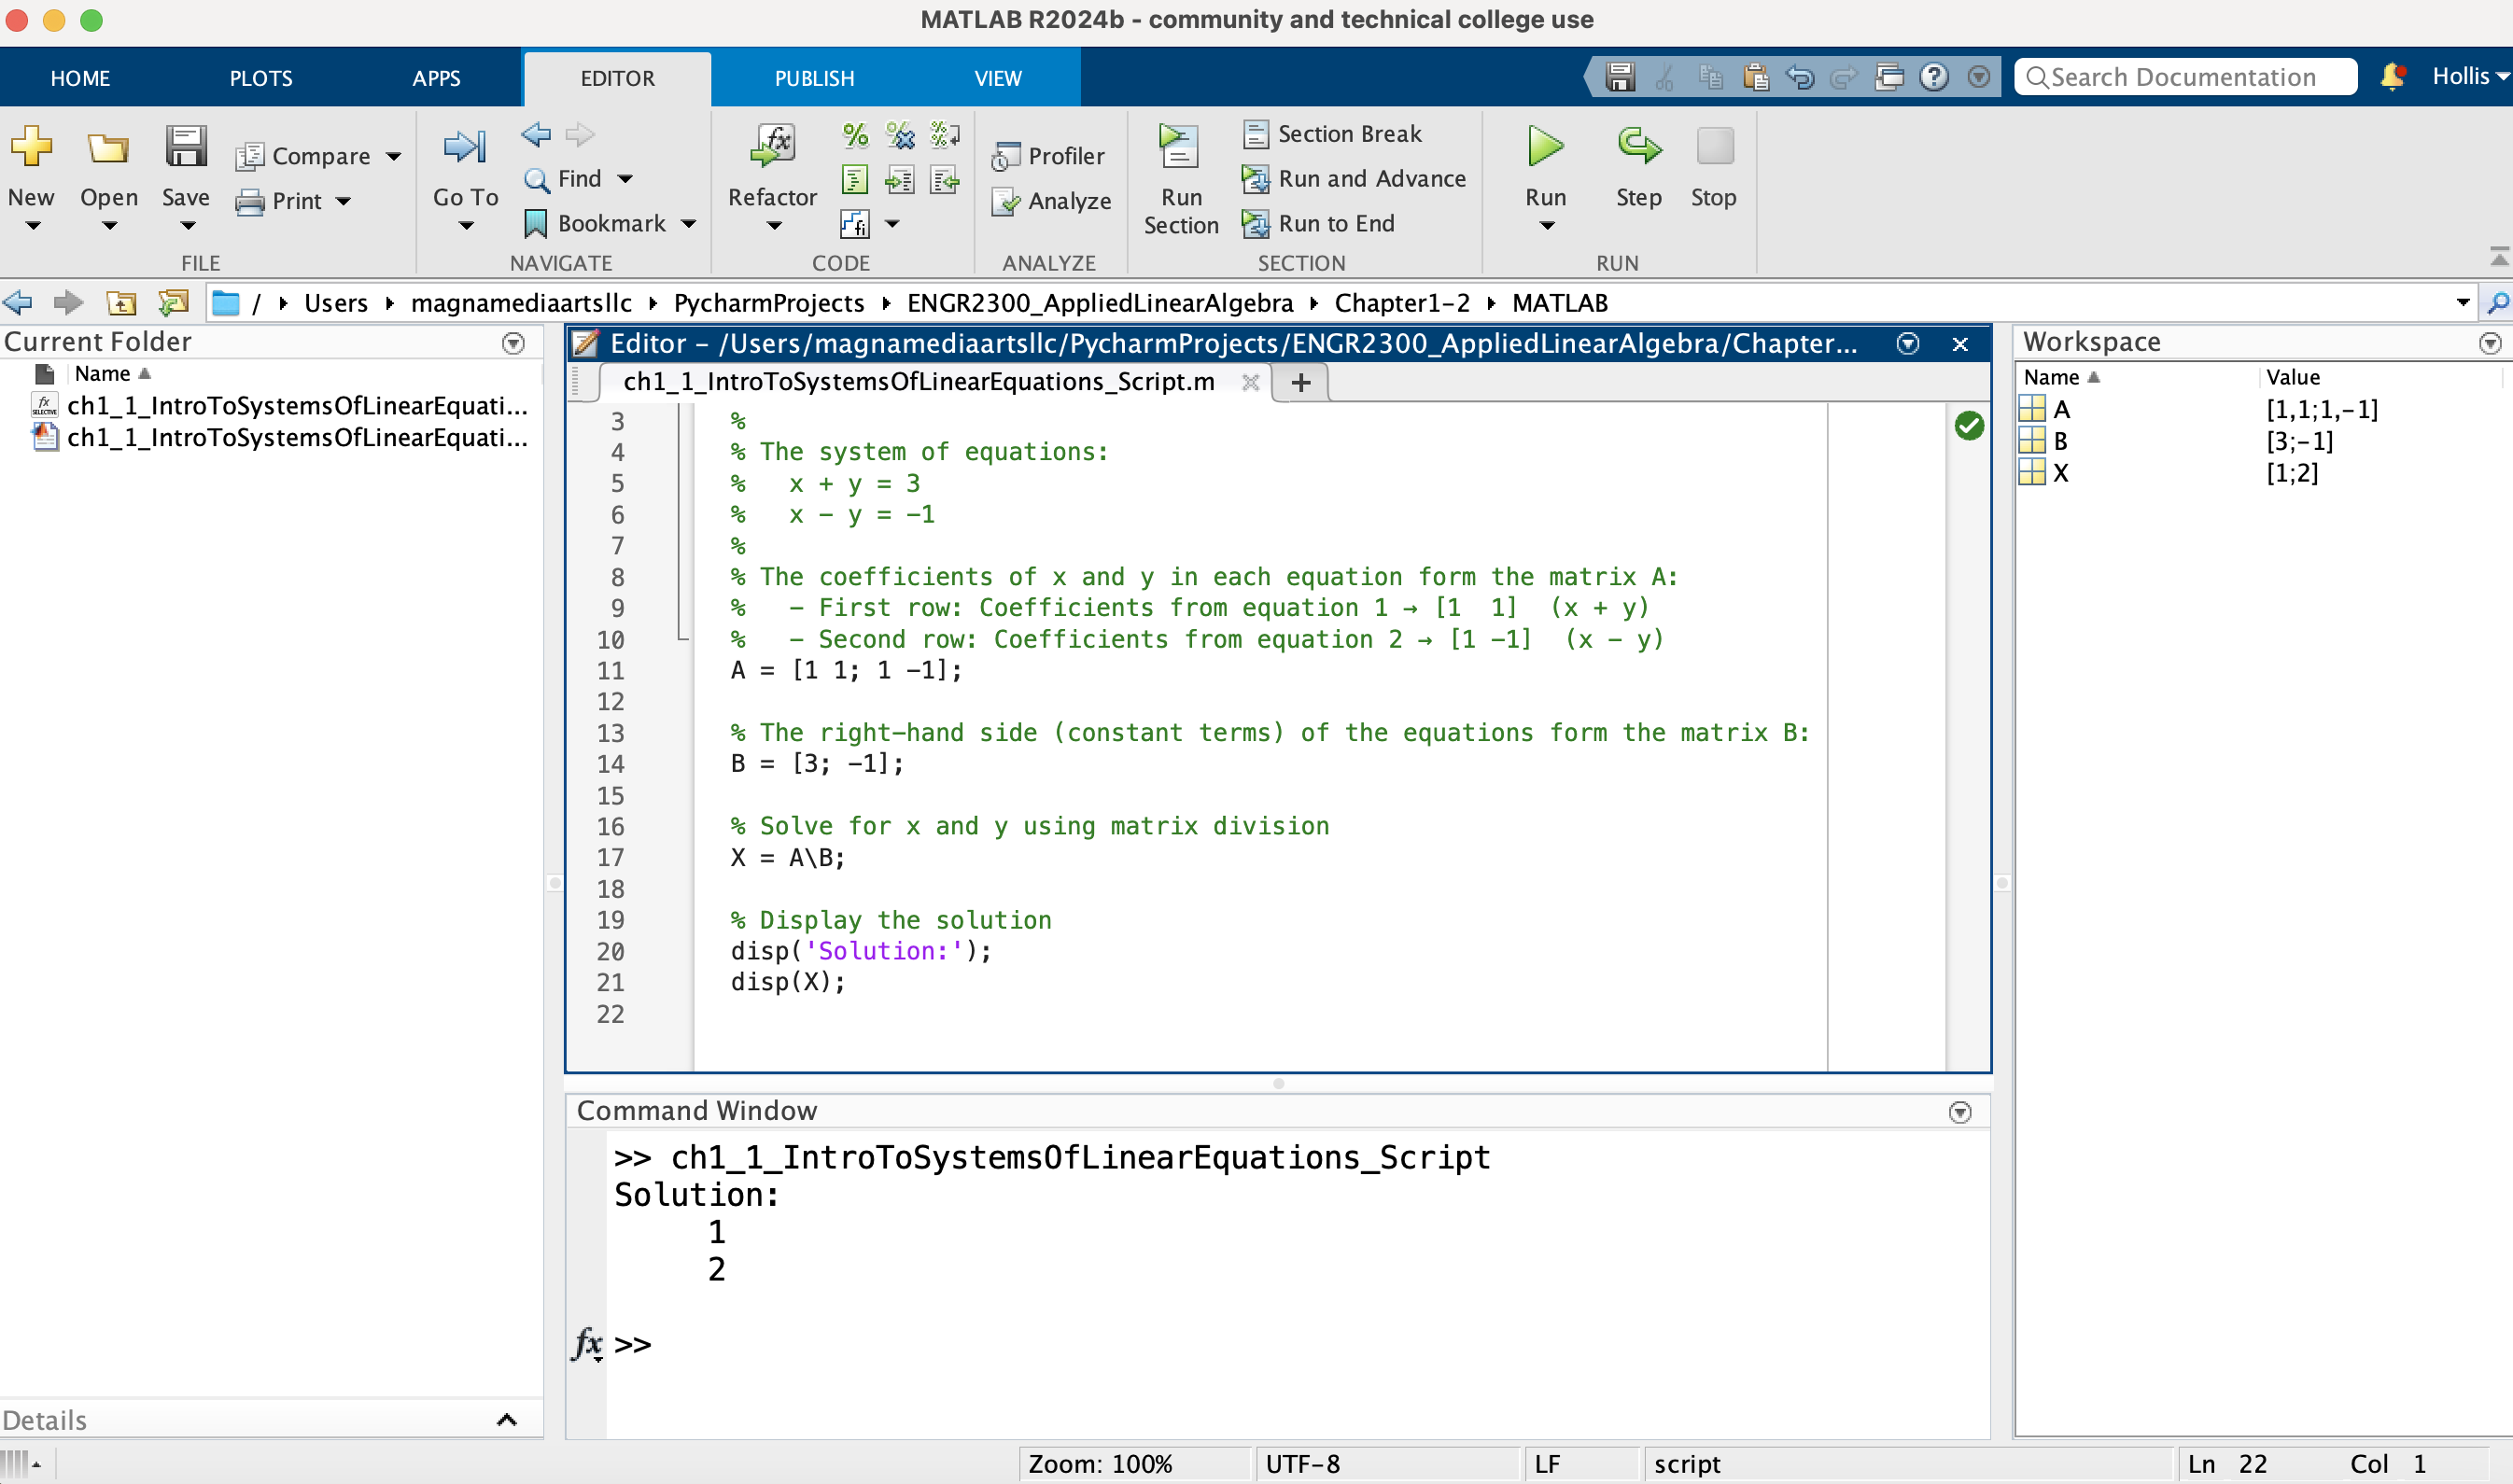 MATLAB R2024b - community and technical college use
HOME PLOTS APPS EDITOR PUBLISH VIEW Search Documentation Hollis
New Open Save Compare Print Go To Find Bookmark Refactor Profiler Analyze Run Section Section Break Run and Advance Run to End Run Step Stop
FILE NAVIGATE CODE ANALYZE SECTION RUN
/ Users magnamediaartsllc PycharmProjects ENGR2300_AppliedLinearAlgebra Chapter1-2 MATLAB
Current Folder
Name
ch1_1_IntroToSystemsOfLinearEquati...
ch1_1_IntroToSystemsOfLinearEquati...
Details
Editor - /Users/magnamediaartsllc/PycharmProjects/ENGR2300_AppliedLinearAlgebra/Chapter...
ch1_1_IntroToSystemsOfLinearEquations_Script.m
3 %
4 % The system of equations:
5 %   x + y = 3
6 %   x - y = -1
7 %
8 % The coefficients of x and y in each equation form the matrix A:
9 %   - First row: Coefficients from equation 1 → [1  1]  (x + y)
10 %   - Second row: Coefficients from equation 2 → [1 -1]  (x - y)
11 A = [1 1; 1 -1];
12
13 % The right-hand side (constant terms) of the equations form the matrix B:
14 B = [3; -1];
15
16 % Solve for x and y using matrix division
17 X = A\B;
18
19 % Display the solution
20 disp('Solution:');
21 disp(X);
22
Command Window
>> ch1_1_IntroToSystemsOfLinearEquations_Script
Solution:
1
2
fx >>
Workspace
Name Value
A [1,1;1,-1]
B [3;-1]
X [1;2]
Zoom: 100% UTF-8 LF script Ln 22 Col 1